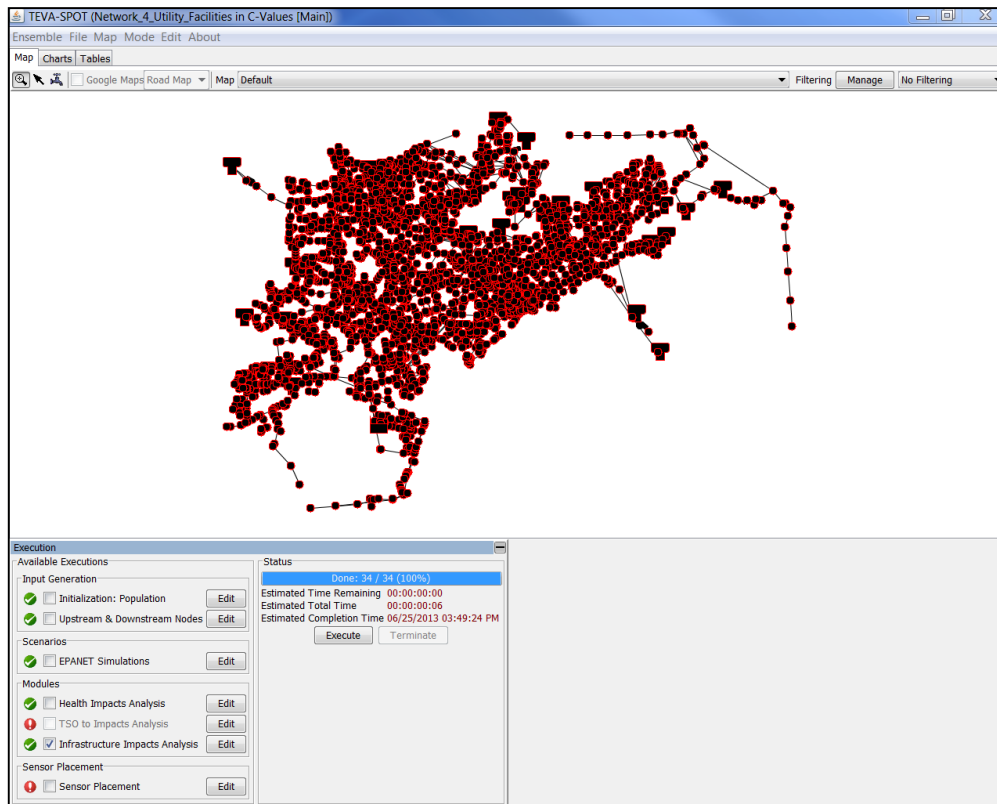 TEVA-SPOT (Network_4_Utility_Facilities in C-Values [Main])
Ensemble File Map Mode Edit About
Map Charts Tables
Google Maps Road Map Map Default Filtering Manage No Filtering
Execution
Available Executions
Input Generation
Initialization: Population Edit
Upstream & Downstream Nodes Edit
Scenarios
EPANET Simulations Edit
Modules
Health Impacts Analysis Edit
TSO to Impacts Analysis Edit
Infrastructure Impacts Analysis Edit
Sensor Placement
Sensor Placement Edit
Status
Done: 34 / 34 (100%)
Estimated Time Remaining 00:00:00:00
Estimated Total Time 00:00:00:06
Estimated Completion Time 06/25/2013 03:49:24 PM
Execute Terminate